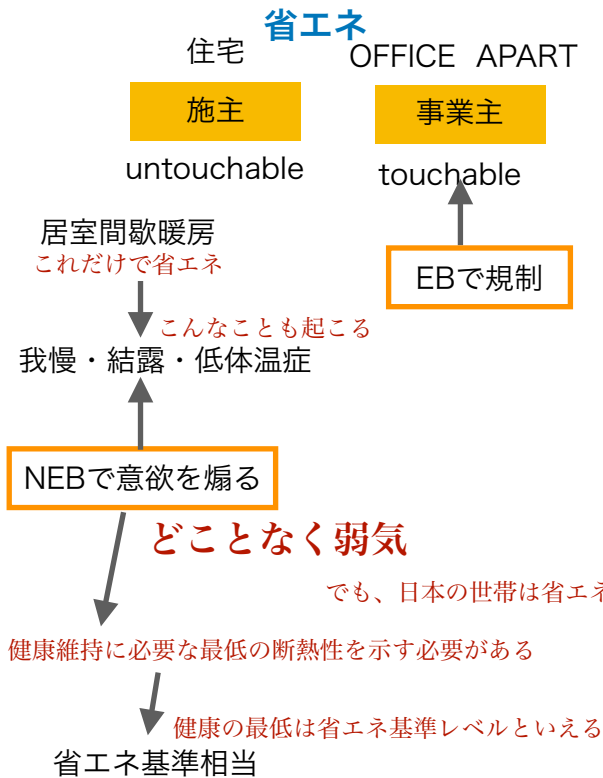 省エネ
住宅
OFFICE APART
施主
事業主
untouchable
touchable
居室間歇暖房
これだけで省エネ
EBで規制
こんなことも起こる
我慢・結露・低体温症
NEBで意欲を煽る
どことなく弱気
でも、日本の世帯は省エネ
健康維持に必要な最低の断熱性を示す必要がある
健康の最低は省エネ基準レベルといえる
省エネ基準相当